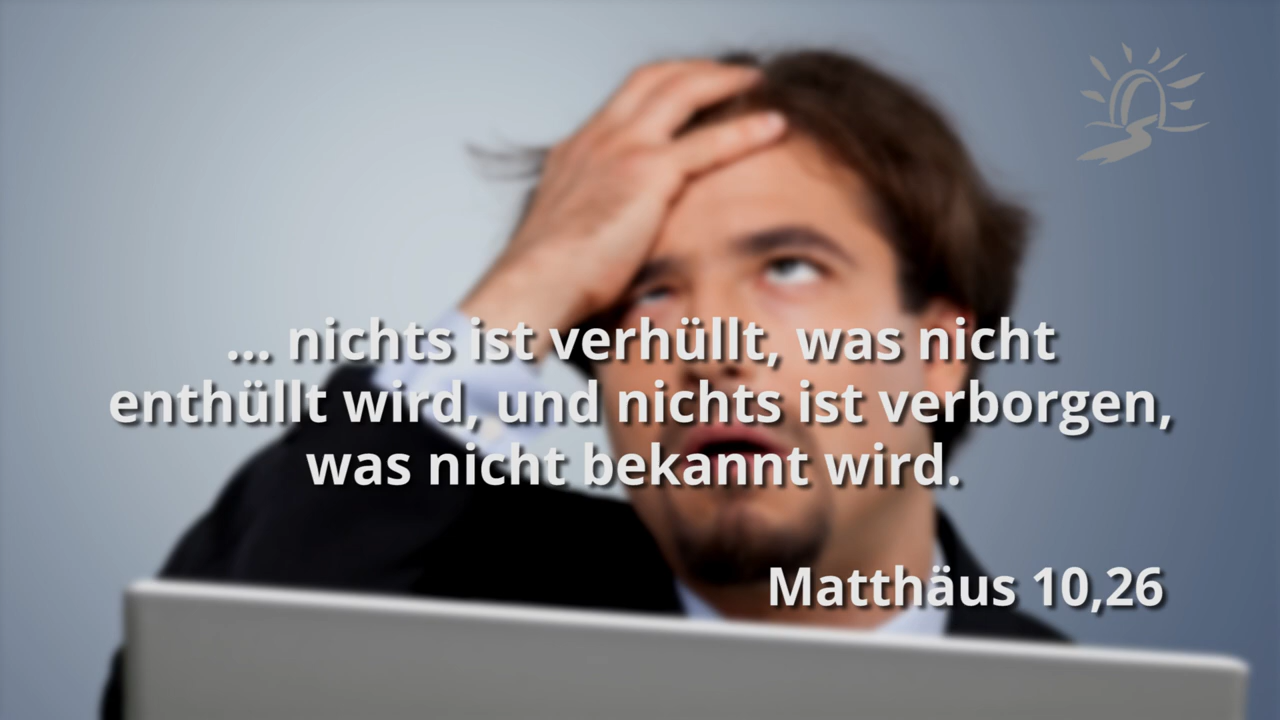 ... nichts ist verhüllt, was nicht
enthüllt wird, und nichts ist verborgen,
was nicht bekannt wird.
Matthäus 10,26